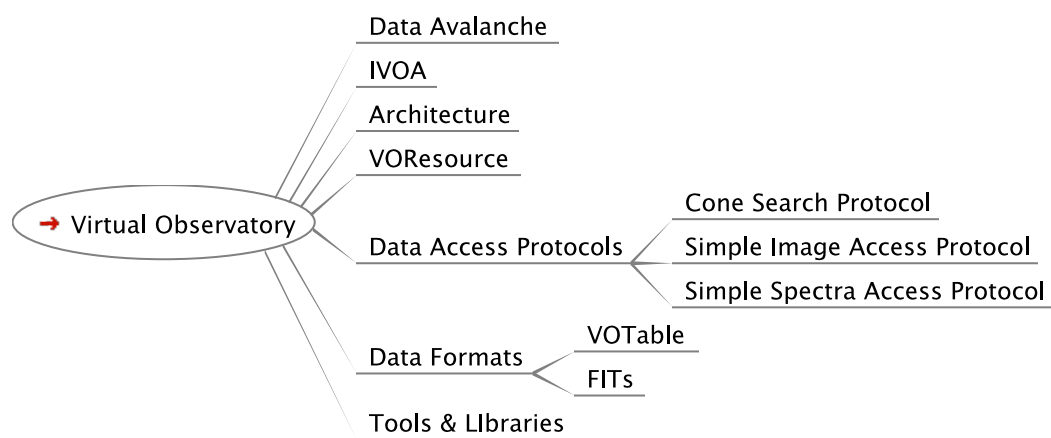 Data Avalanche
IVOA
Architecture
VOResource
Virtual Observatory
Data Access Protocols
Cone Search Protocol
Simple Image Access Protocol
Simple Spectra Access Protocol
Data Formats
VOTable
FITs
Tools & LIbraries